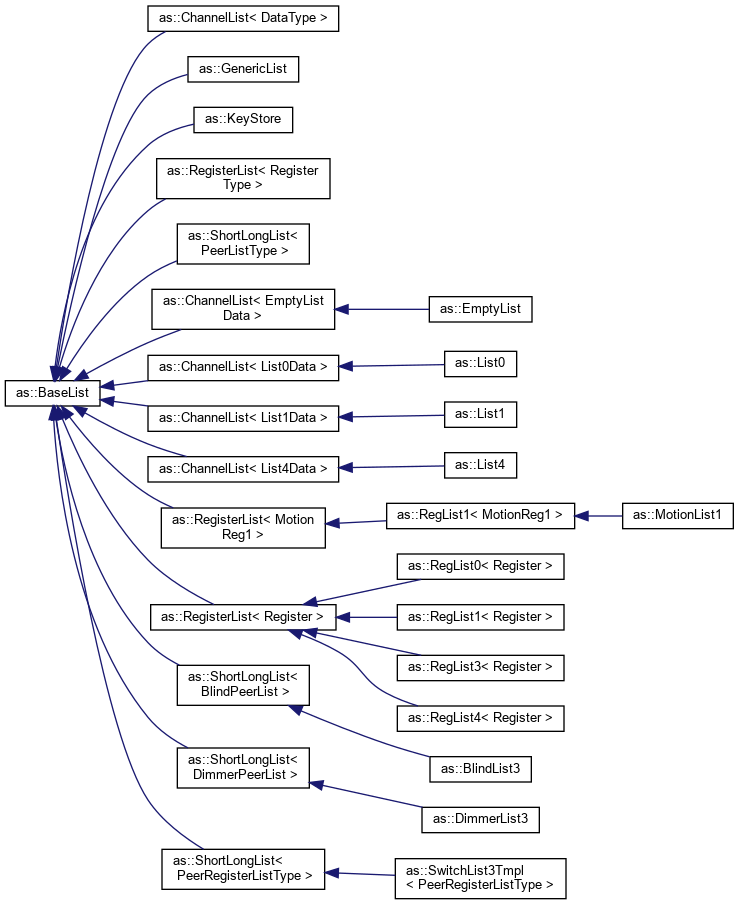 as::ChannelList< DataType >
as::GenericList
as::KeyStore
as::RegisterList< Register
Type >
as::ShortLongList<
PeerListType >
as::ChannelList< EmptyList
Data >
as::EmptyList
as::ChannelList< List0Data >
as::List0
as::BaseList
as::ChannelList< List1Data >
as::List1
as::ChannelList< List4Data >
as::List4
as::RegisterList< Motion
Reg1 >
as::RegList1< MotionReg1 >
as::MotionList1
as::RegList0< Register >
as::RegisterList< Register >
as::RegList1< Register >
as::RegList3< Register >
as::ShortLongList<
BlindPeerList >
as::RegList4< Register >
as::BlindList3
as::ShortLongList<
DimmerPeerList >
as::DimmerList3
as::ShortLongList<
PeerRegisterListType >
as::SwitchList3Tmpl
< PeerRegisterListType >